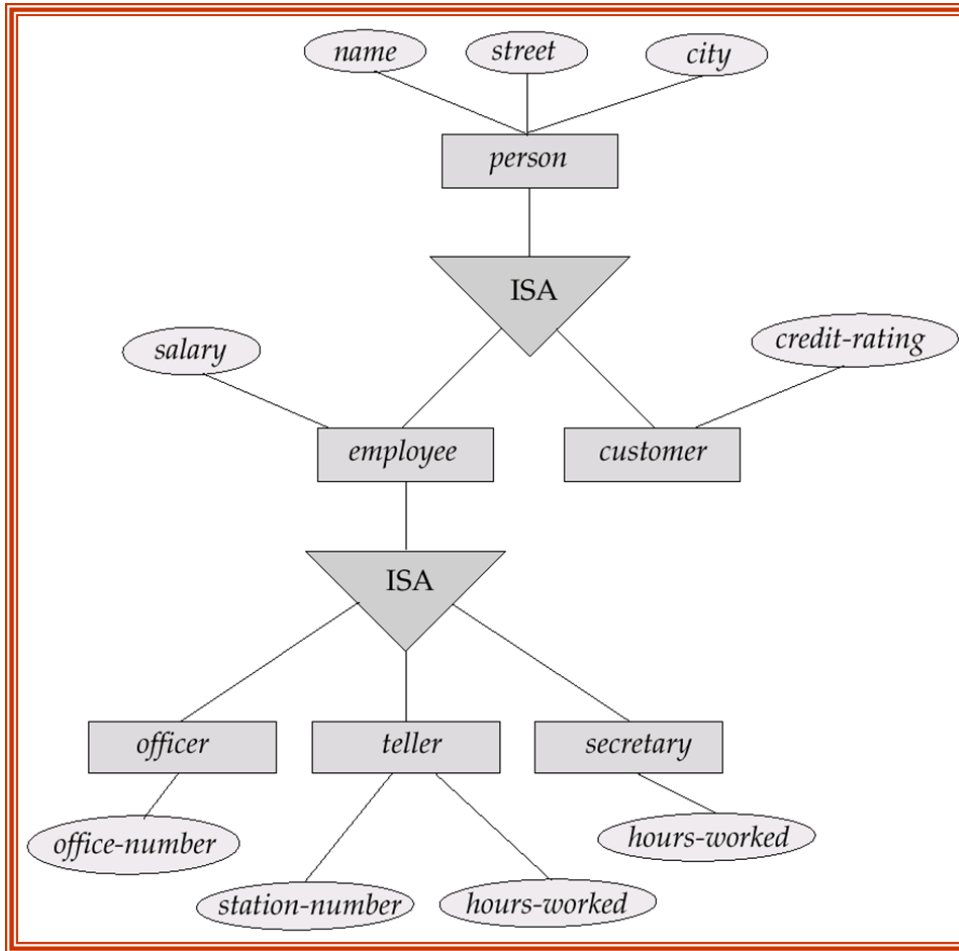 name
street
city
person
ISA
salary
credit-rating
employee
customer
ISA
officer
teller
secretary
office-number
hours-worked
station-number
hours-worked